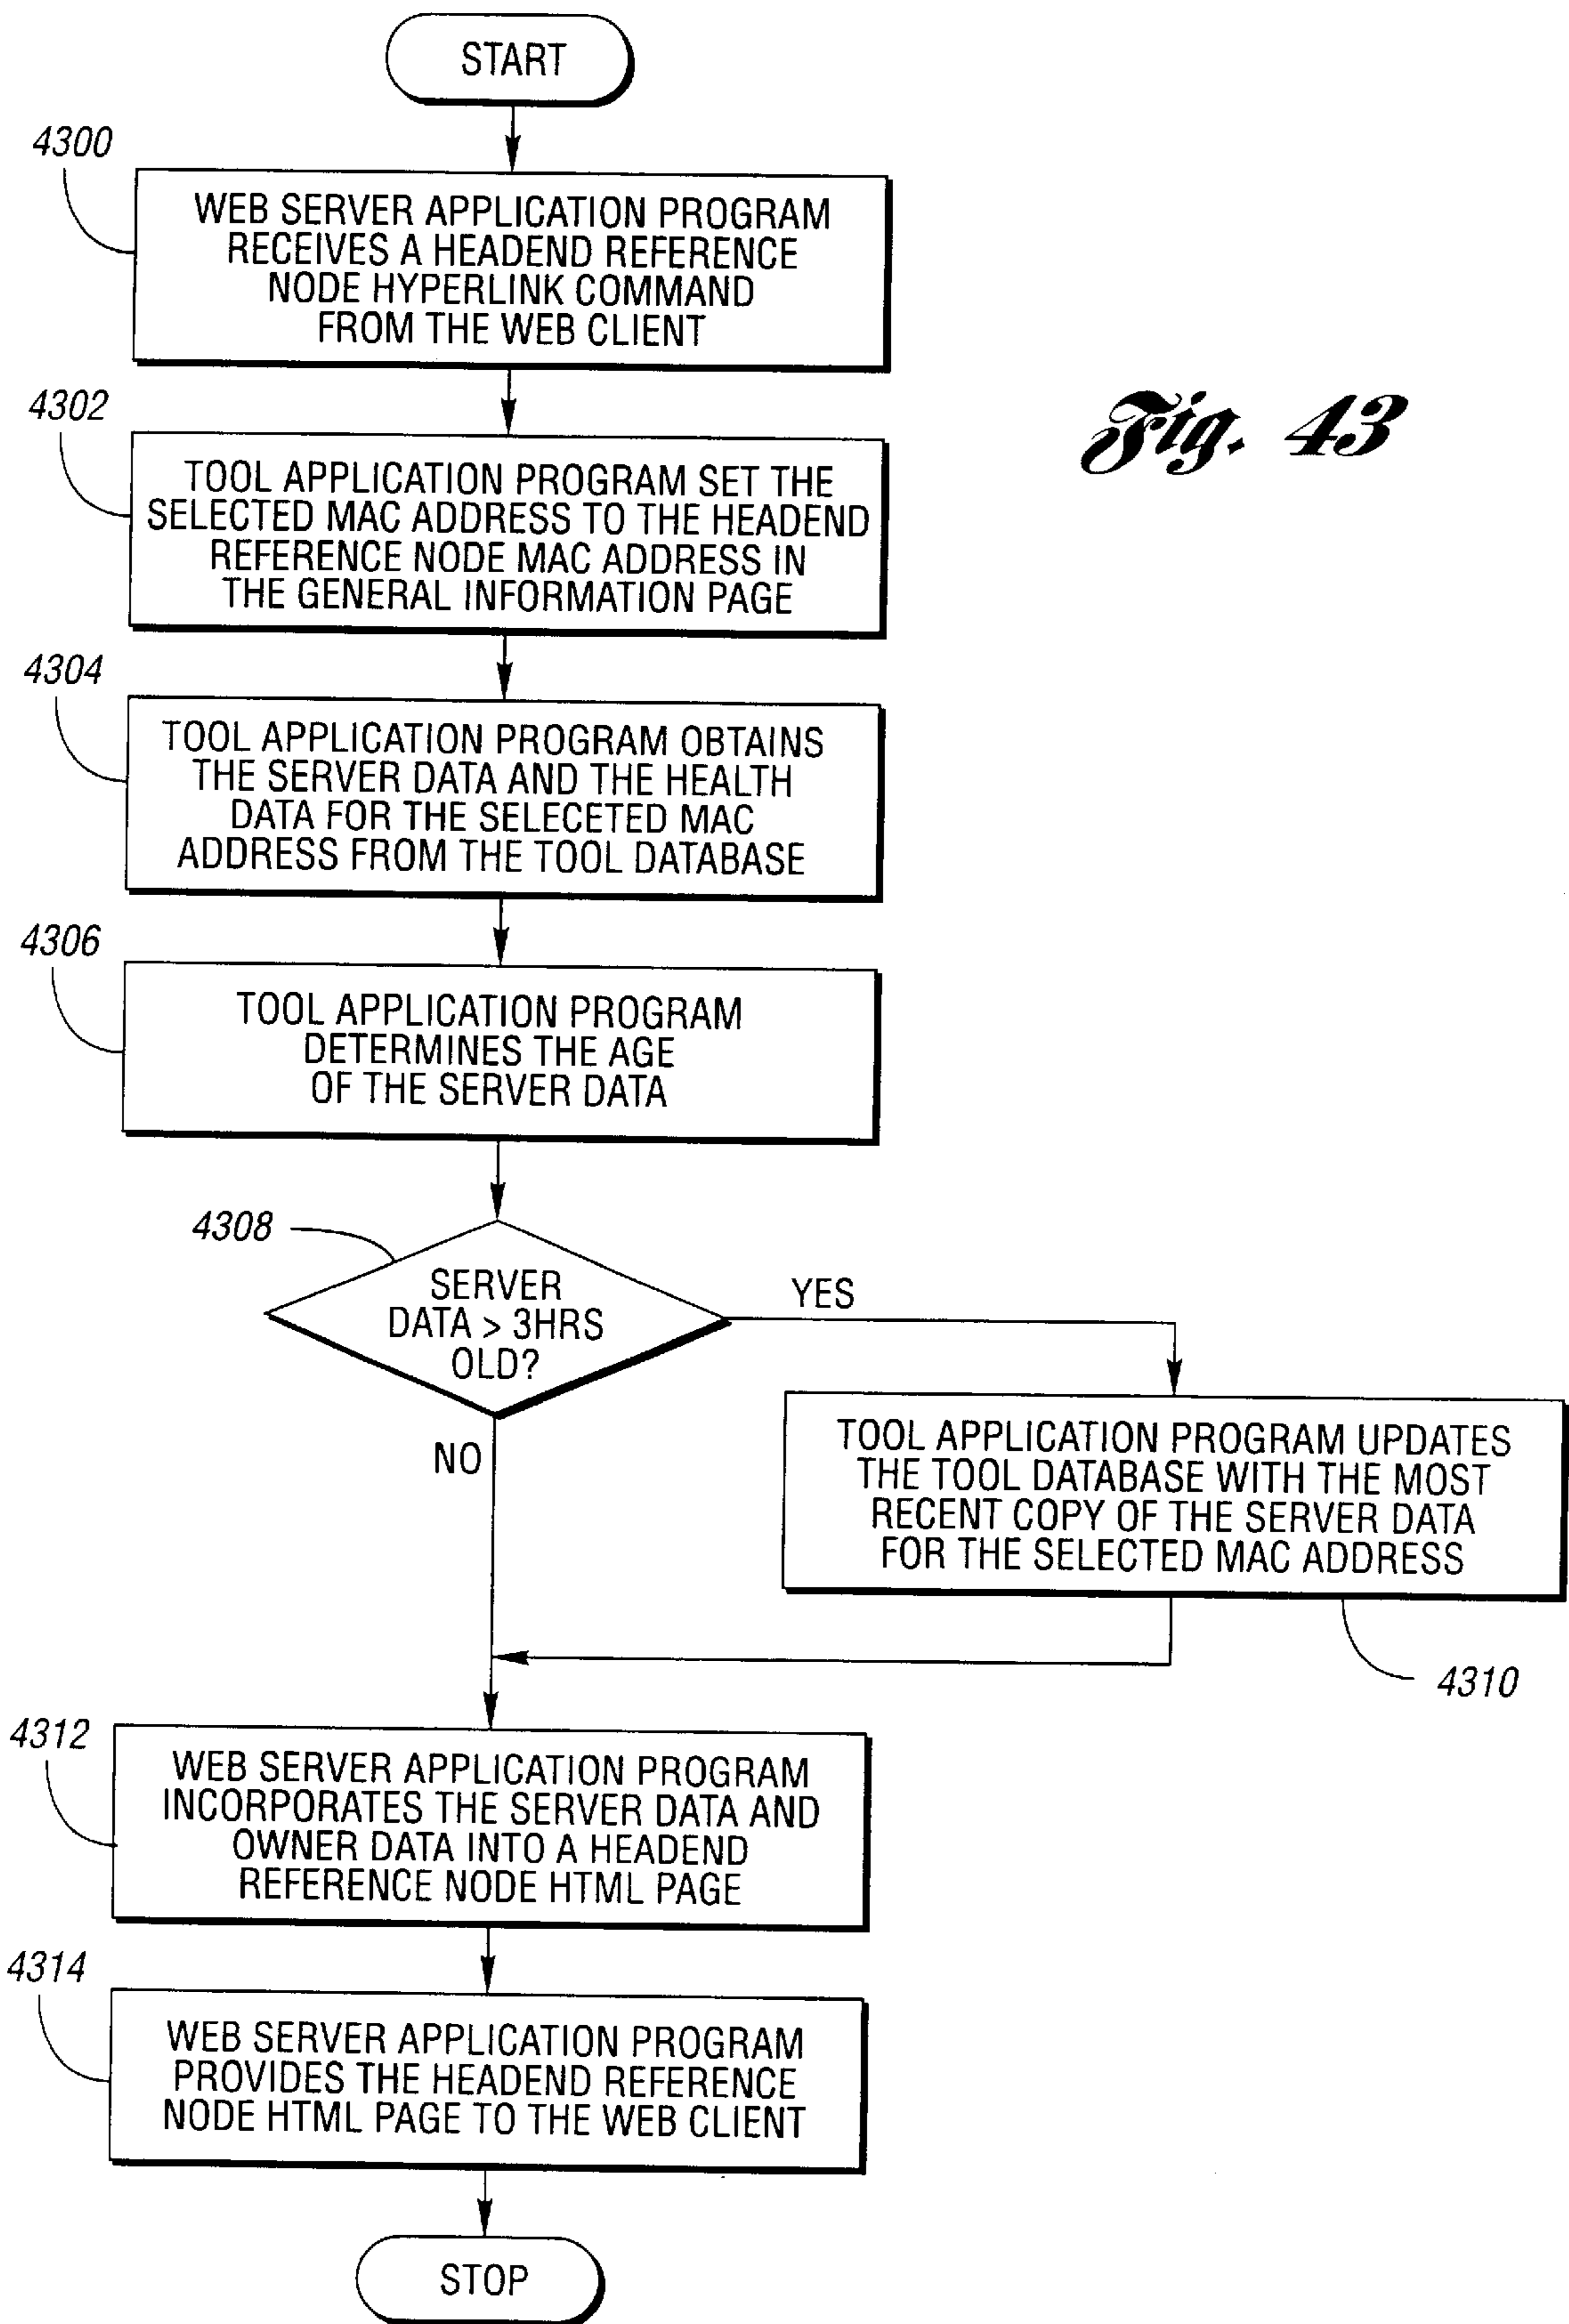 START
4300
WEB SERVER APPLICATION PROGRAM
RECEIVES A HEADEND REFERENCE
NODE HYPERLINK COMMAND
FROM THE WEB CLIENT
Fig. 43
4302
TOOL APPLICATION PROGRAM SET THE
SELECTED MAC ADDRESS TO THE HEADEND
REFERENCE NODE MAC ADDRESS IN
THE GENERAL INFORMATION PAGE
4304
TOOL APPLICATION PROGRAM OBTAINS
THE SERVER DATA AND THE HEALTH
DATA FOR THE SELECETED MAC
ADDRESS FROM THE TOOL DATABASE
4306
TOOL APPLICATION PROGRAM
DETERMINES THE AGE
OF THE SERVER DATA
4308
SERVER
DATA > 3HRS
OLD?
YES
NO
TOOL APPLICATION PROGRAM UPDATES
THE TOOL DATABASE WITH THE MOST
RECENT COPY OF THE SERVER DATA
FOR THE SELECTED MAC ADDRESS
4310
4312
WEB SERVER APPLICATION PROGRAM
INCORPORATES THE SERVER DATA AND
OWNER DATA INTO A HEADEND
REFERENCE NODE HTML PAGE
4314
WEB SERVER APPLICATION PROGRAM
PROVIDES THE HEADEND REFERENCE
NODE HTML PAGE TO THE WEB CLIENT
STOP